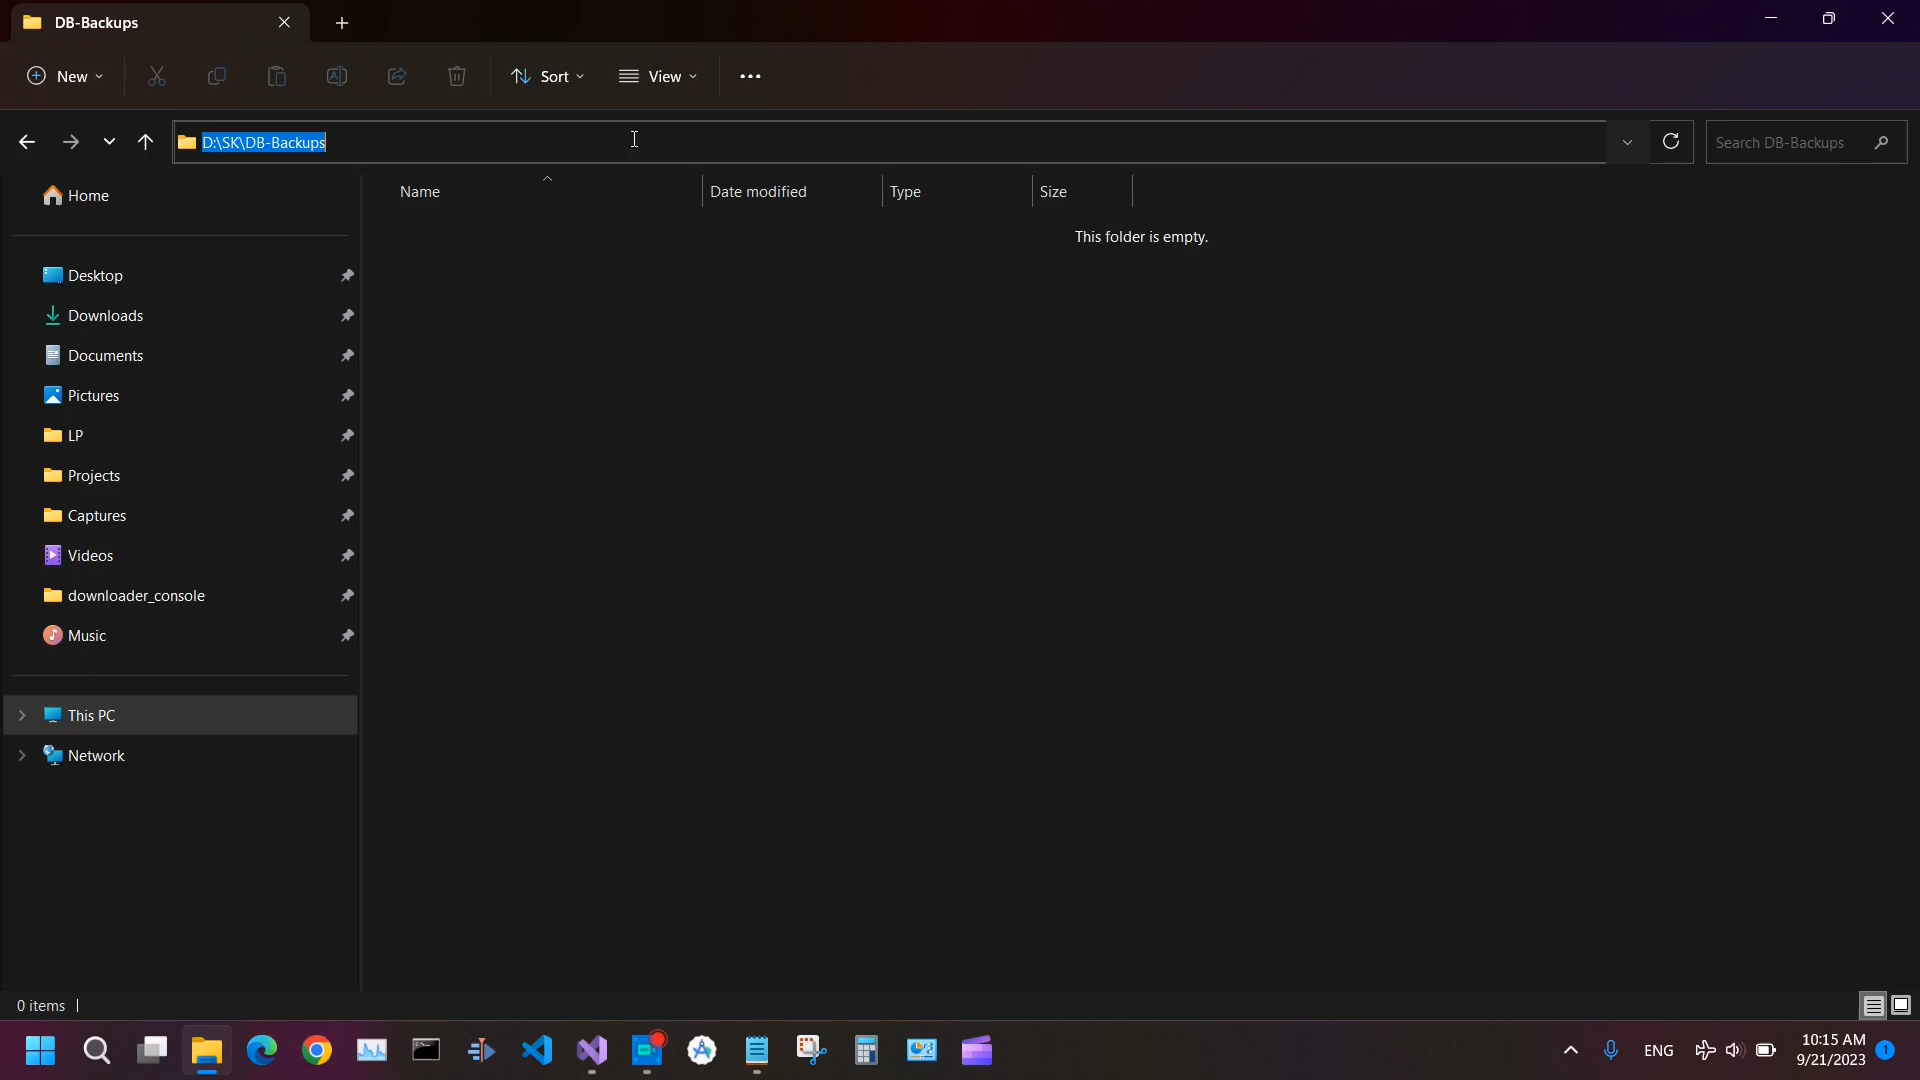 DB-Backups
New
Sort
View
D:\SK\DB-Backups
Search DB-Backups
Home
Name
Date modified
Type
Size
This folder is empty.
Desktop
Downloads
Documents
Pictures
LP
Projects
Captures
Videos
downloader_console
Music
This PC
Network
0 items
ENG
10:15 AM
9/21/2023
1